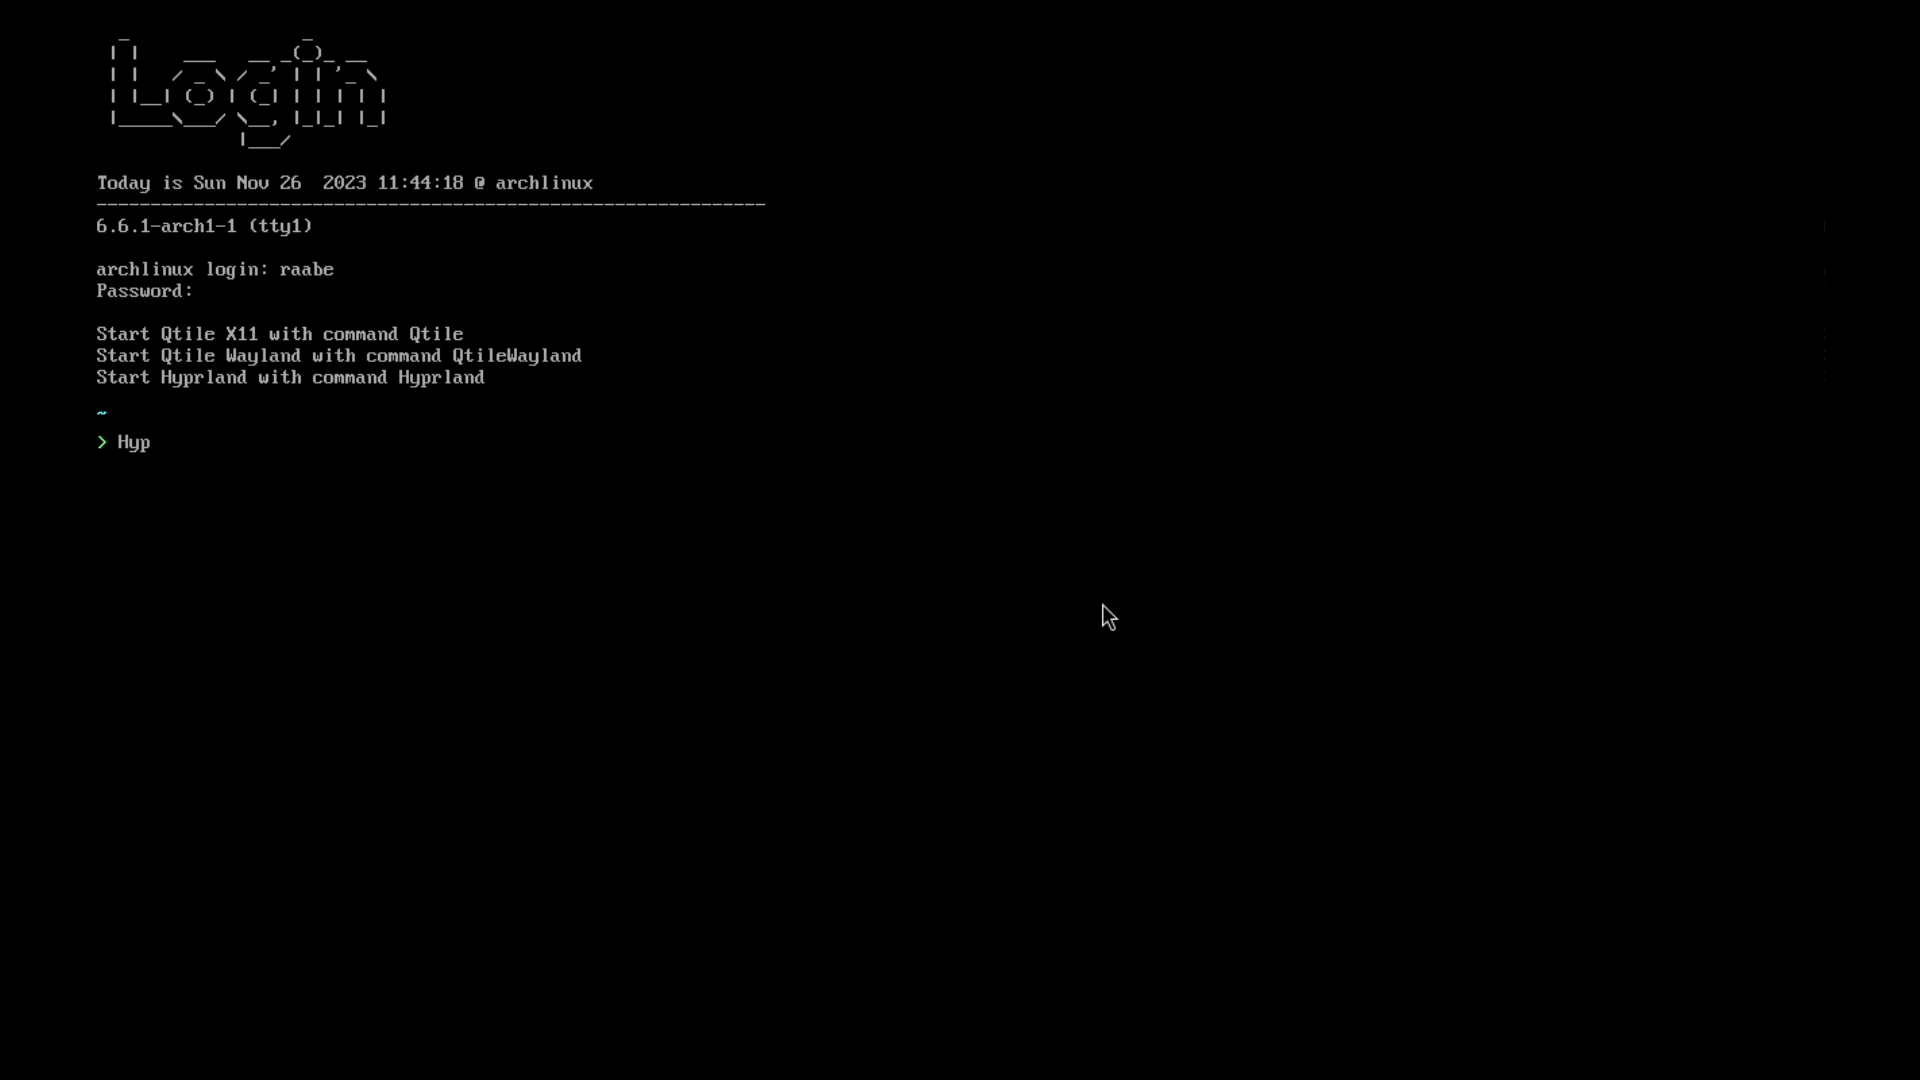 Login
Today is Sun Nov 26  2023 11:44:18 @ archlinux
--------------------------------------------------------------
6.6.1-arch1-1 (tty1)
archlinux login: raabe
Password:
Start Qtile X11 with command Qtile
Start Qtile Wayland with command QtileWayland
Start Hyprland with command Hyprland
~
> Hyp